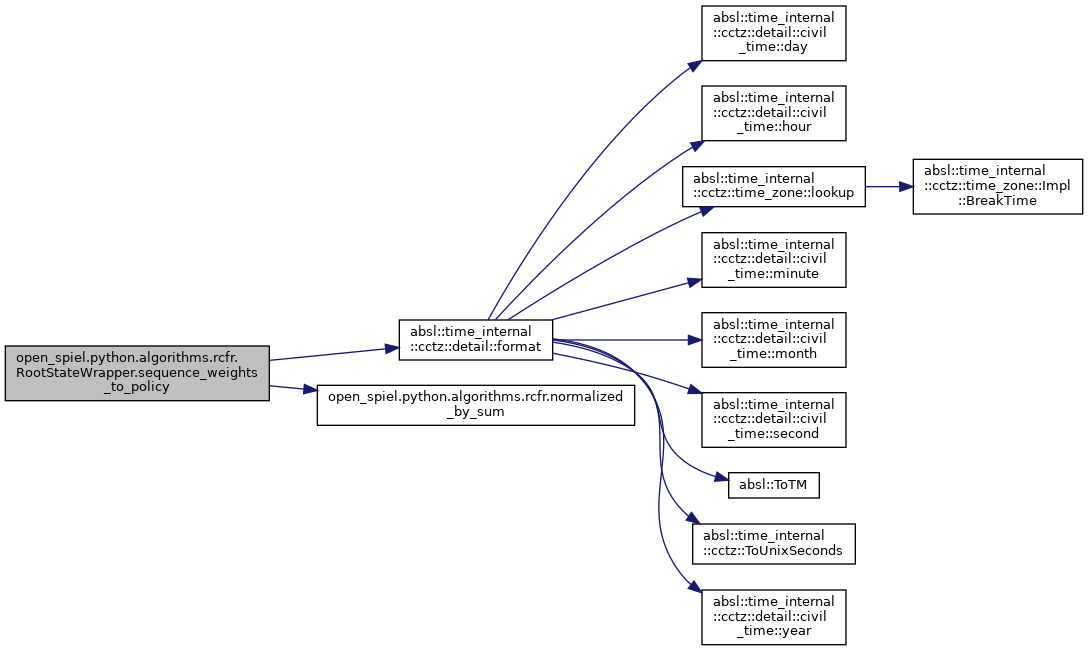 absl::time_internal
::cctz::detail::civil
_time::day
absl::time_internal
::cctz::detail::civil
_time::hour
absl::time_internal
::cctz::time_zone::lookup
absl::time_internal
::cctz::time_zone::Impl
::BreakTime
absl::time_internal
::cctz::detail::civil
_time::minute
absl::time_internal
::cctz::detail::format
absl::time_internal
::cctz::detail::civil
_time::month
open_spiel.python.algorithms.rcfr.
RootStateWrapper.sequence_weights
_to_policy
open_spiel.python.algorithms.rcfr.normalized
_by_sum
absl::time_internal
::cctz::detail::civil
_time::second
absl::ToTM
absl::time_internal
::cctz::ToUnixSeconds
absl::time_internal
::cctz::detail::civil
_time::year